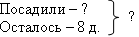 Посадили – ?
Осталось – 8 д.
?